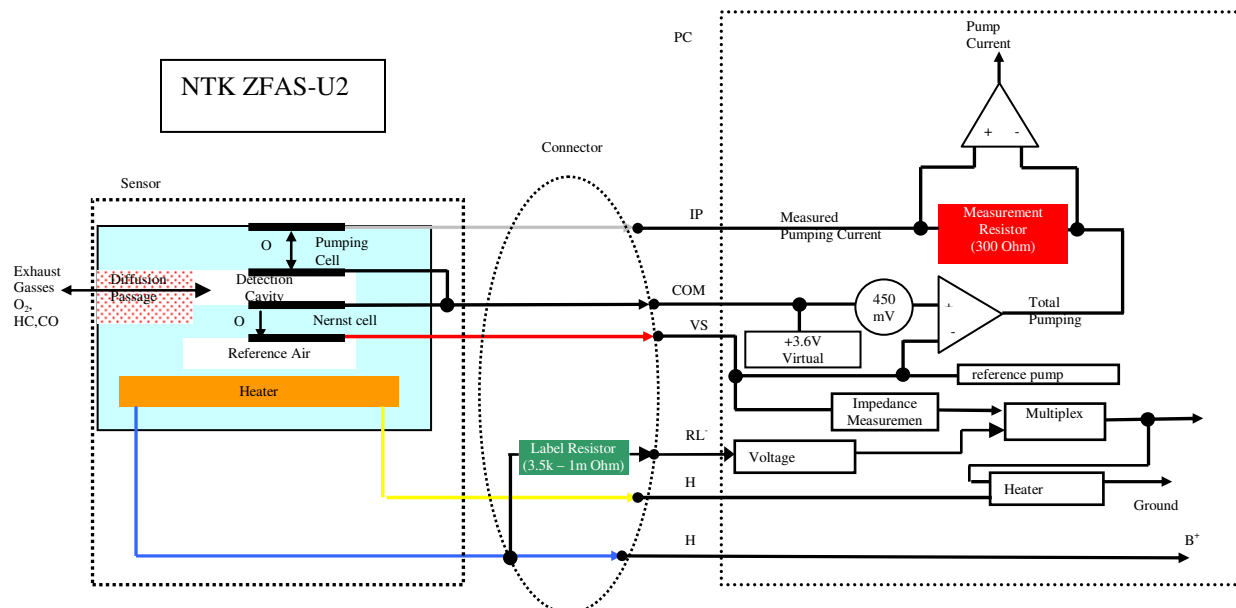 NTK ZFAS-U2
PC
Pump
Current
+ -
Connector
Sensor
IP
Measured
Pumping Current
Measurement
Resistor
(300 Ohm)
O
Pumping
Cell
Exhaust
Gasses
O2,
HC,CO
Diffusion
Passage
Detection
Cavity
COM
450
mV
+
-
Total
Pumping
O
Nernst cell
VS
+3.6V
Virtual
Reference Air
reference pump
Heater
Impedance
Measuremen
Multiplex
Label Resistor
(3.5k – 1m Ohm)
RL-
Voltage
H
Heater
Ground
H
B+